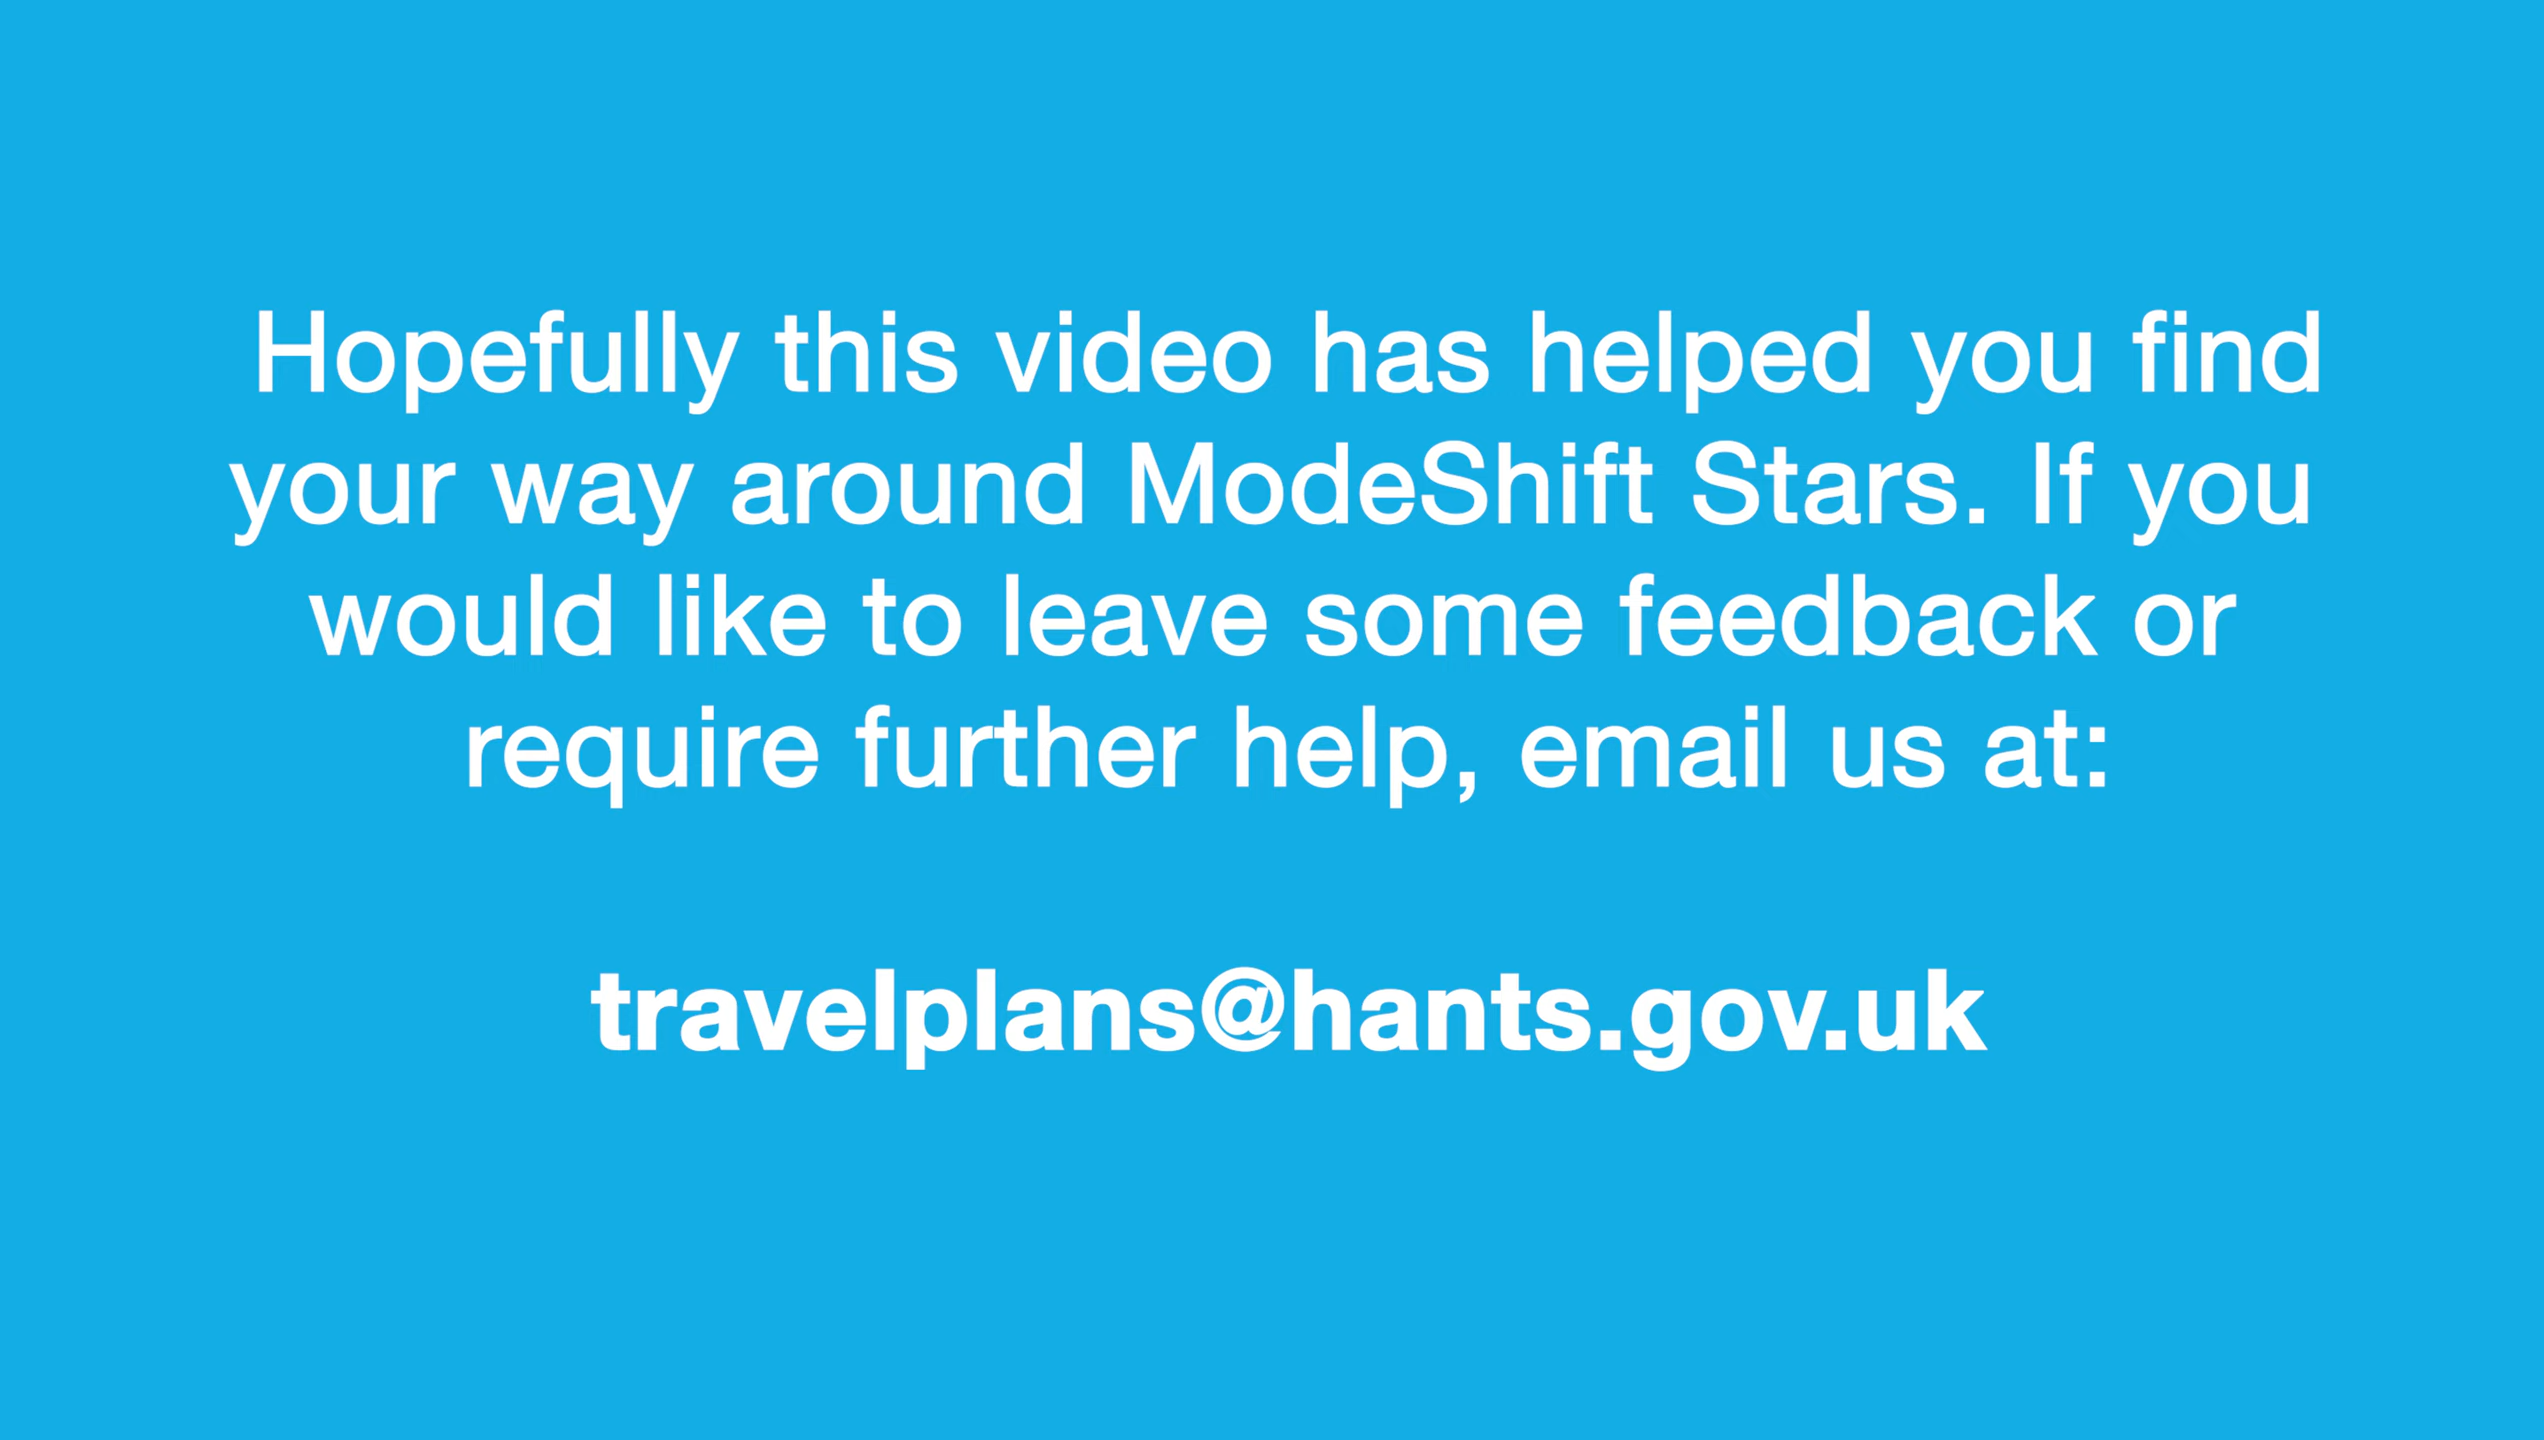 Hopefully this video has helped you find
your way around ModeShift Stars. If you
would like to leave some feedback or
require further help, email us at:
travelplans@hants.gov.uk